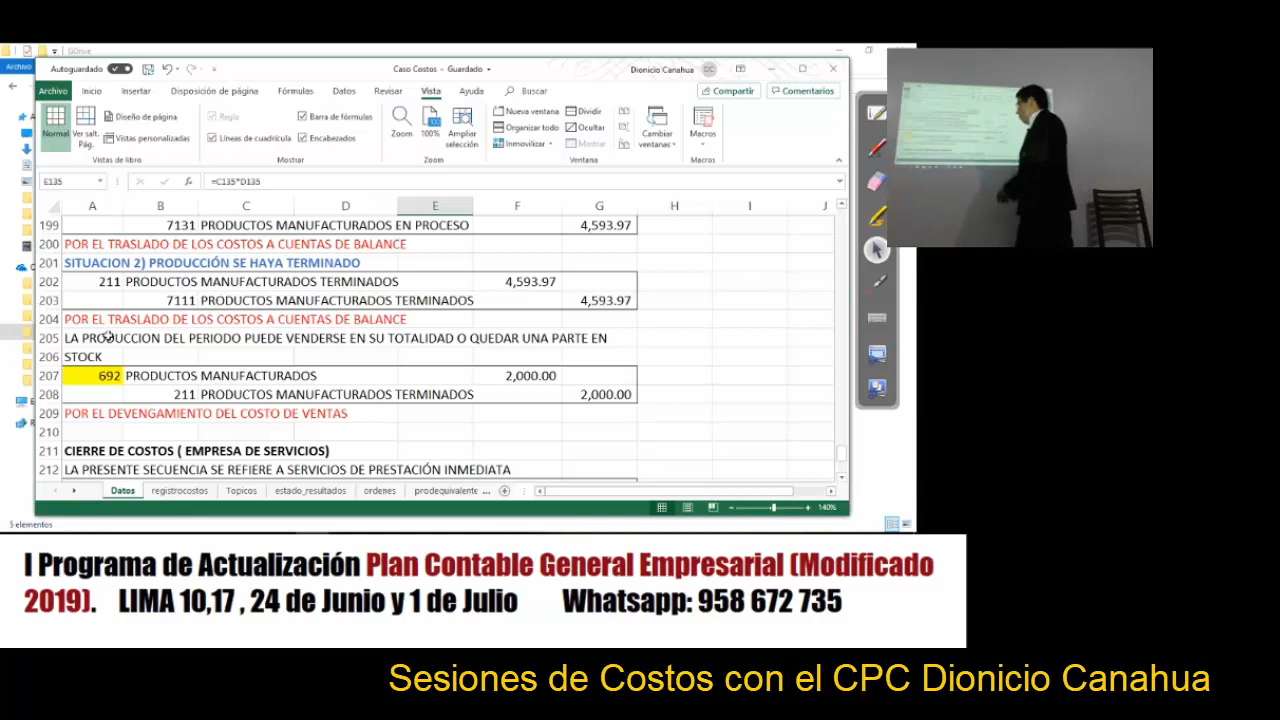 GDrive
Archivo
Autoguardado
Caso Costos - Guardado
Dionicio Canahua
DC
Archivo Inicio Insertar Disposición de página Fórmulas Datos Revisar Vista Ayuda Buscar
Compartir
Comentarios
Normal
Ver salt. Pág.
Diseño de página
Vistas personalizadas
Vistas de libro
Regla
Barra de fórmulas
Líneas de cuadrícula
Encabezados
Mostrar
Zoom
100%
Ampliar selección
Zoom
Nueva ventana
Organizar todo
Inmovilizar
Dividir
Ocultar
Mostrar
Cambiar ventanas
Ventana
Macros
Macros
E135
=C135*D135
A B C D E F G H I J
199 7131 PRODUCTOS MANUFACTURADOS EN PROCESO 4,593.97
200 POR EL TRASLADO DE LOS COSTOS A CUENTAS DE BALANCE
201 SITUACION 2) PRODUCCIÓN SE HAYA TERMINADO
202 211 PRODUCTOS MANUFACTURADOS TERMINADOS 4,593.97
203 7111 PRODUCTOS MANUFACTURADOS TERMINADOS 4,593.97
204 POR EL TRASLADO DE LOS COSTOS A CUENTAS DE BALANCE
205 LA PRODUCCION DEL PERIODO PUEDE VENDERSE EN SU TOTALIDAD O QUEDAR UNA PARTE EN
206 STOCK
207 692 PRODUCTOS MANUFACTURADOS 2,000.00
208 211 PRODUCTOS MANUFACTURADOS TERMINADOS 2,000.00
209 POR EL DEVENGAMIENTO DEL COSTO DE VENTAS
210
211 CIERRE DE COSTOS ( EMPRESA DE SERVICIOS)
212 LA PRESENTE SECUENCIA SE REFIERE A SERVICIOS DE PRESTACIÓN INMEDIATA
Datos registrocostos Topicos estado_resultados ordenes prodequivalente ...
140%
5 elementos
I Programa de Actualización Plan Contable General Empresarial (Modificado
2019). LIMA 10,17 , 24 de Junio y 1 de Julio Whatsapp: 958 672 735
Sesiones de Costos con el CPC Dionicio Canahua